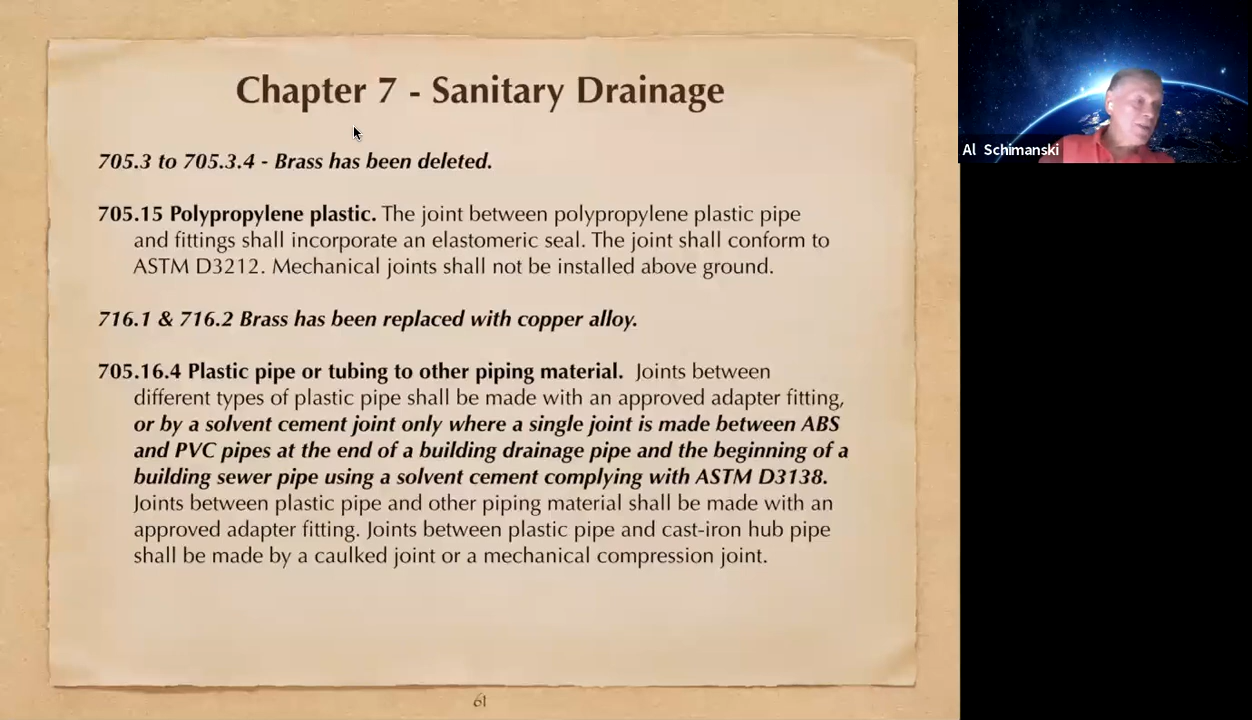 Chapter 7 - Sanitary Drainage
705.3 to 705.3.4 - Brass has been deleted.
705.15 Polypropylene plastic. The joint between polypropylene plastic pipe
and fittings shall incorporate an elastomeric seal. The joint shall conform to
ASTM D3212. Mechanical joints shall not be installed above ground.
716.1 & 716.2 Brass has been replaced with copper alloy.
705.16.4 Plastic pipe or tubing to other piping material. Joints between
different types of plastic pipe shall be made with an approved adapter fitting,
or by a solvent cement joint only where a single joint is made between ABS
and PVC pipes at the end of a building drainage pipe and the beginning of a
building sewer pipe using a solvent cement complying with ASTM D3138.
Joints between plastic pipe and other piping material shall be made with an
approved adapter fitting. Joints between plastic pipe and cast-iron hub pipe
shall be made by a caulked joint or a mechanical compression joint.
61
Al Schimanski